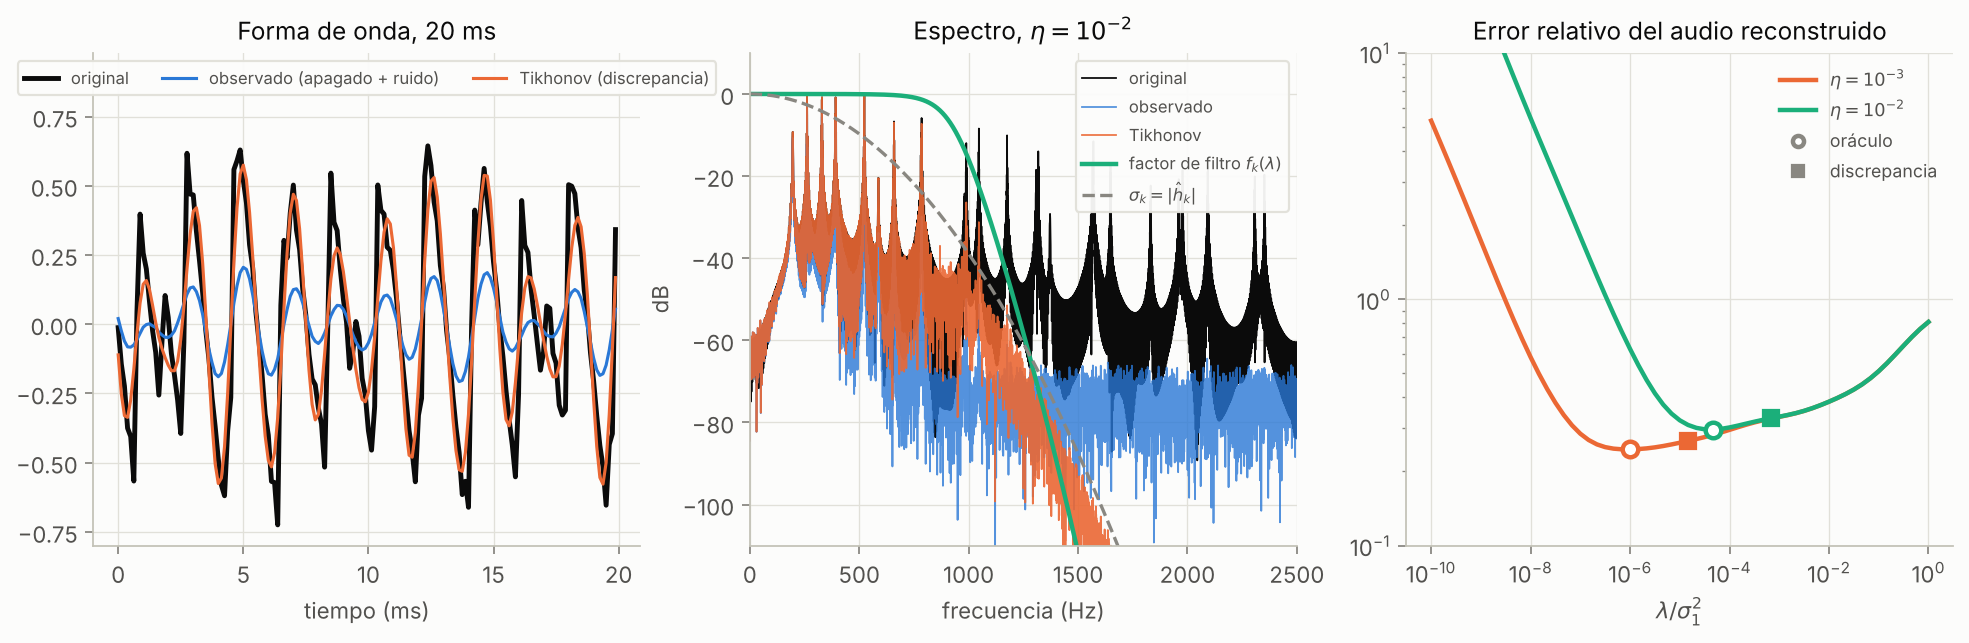 Forma de onda, 20 ms
original
observado (apagado + ruido)
Tikhonov (discrepancia)
0.75
0.50
0.25
0.00
−0.25
−0.50
−0.75
0 5 10 15 20
tiempo (ms)
Espectro, η = 10⁻²
original
observado
Tikhonov
factor de filtro fₖ(λ)
σₖ = |ĥₖ|
dB
0
−20
−40
−60
−80
−100
0 500 1000 1500 2000 2500
frecuencia (Hz)
Error relativo del audio reconstruido
η = 10⁻³
η = 10⁻²
oráculo
discrepancia
10¹
10⁰
10⁻¹
10⁻¹⁰ 10⁻⁸ 10⁻⁶ 10⁻⁴ 10⁻² 10⁰
λ/σ₁²